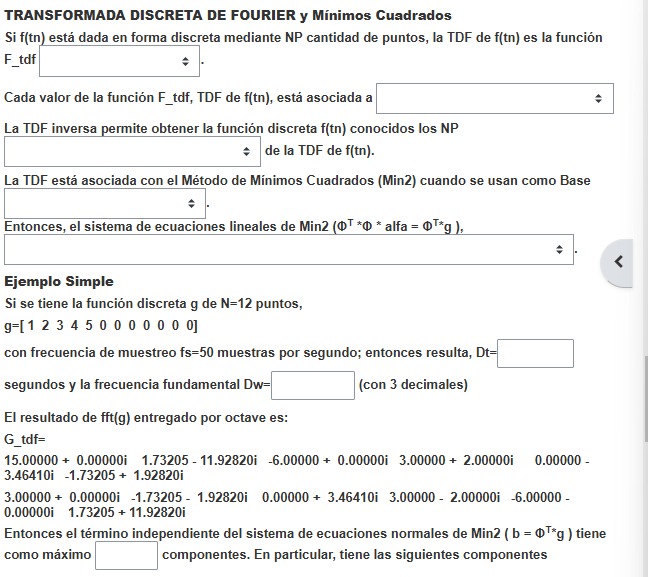 TRANSFORMADA DISCRETA DE FOURIER y Mínimos Cuadrados
Si f(tn) está dada en forma discreta mediante NP cantidad de puntos, la TDF de f(tn) es la función
F_tdf .
Cada valor de la función F_tdf, TDF de f(tn), está asociada a
La TDF inversa permite obtener la función discreta f(tn) conocidos los NP
de la TDF de f(tn).
La TDF está asociada con el Método de Mínimos Cuadrados (Min2) cuando se usan como Base
.
Entonces, el sistema de ecuaciones lineales de Min2 (Φᵀ *Φ * alfa = Φᵀ*g ),
.
Ejemplo Simple
Si se tiene la función discreta g de N=12 puntos,
g=[ 1 2 3 4 5 0 0 0 0 0 0 0]
con frecuencia de muestreo fs=50 muestras por segundo; entonces resulta, Dt=
segundos y la frecuencia fundamental Dw= (con 3 decimales)
El resultado de fft(g) entregado por octave es:
G_tdf=
15.00000 + 0.00000i 1.73205 - 11.92820i -6.00000 + 0.00000i 3.00000 + 2.00000i 0.00000 -
3.46410i -1.73205 + 1.92820i
3.00000 + 0.00000i -1.73205 - 1.92820i 0.00000 + 3.46410i 3.00000 - 2.00000i -6.00000 -
0.00000i 1.73205 + 11.92820i
Entonces el término independiente del sistema de ecuaciones normales de Min2 ( b = Φᵀ*g ) tiene
como máximo componentes. En particular, tiene las siguientes componentes